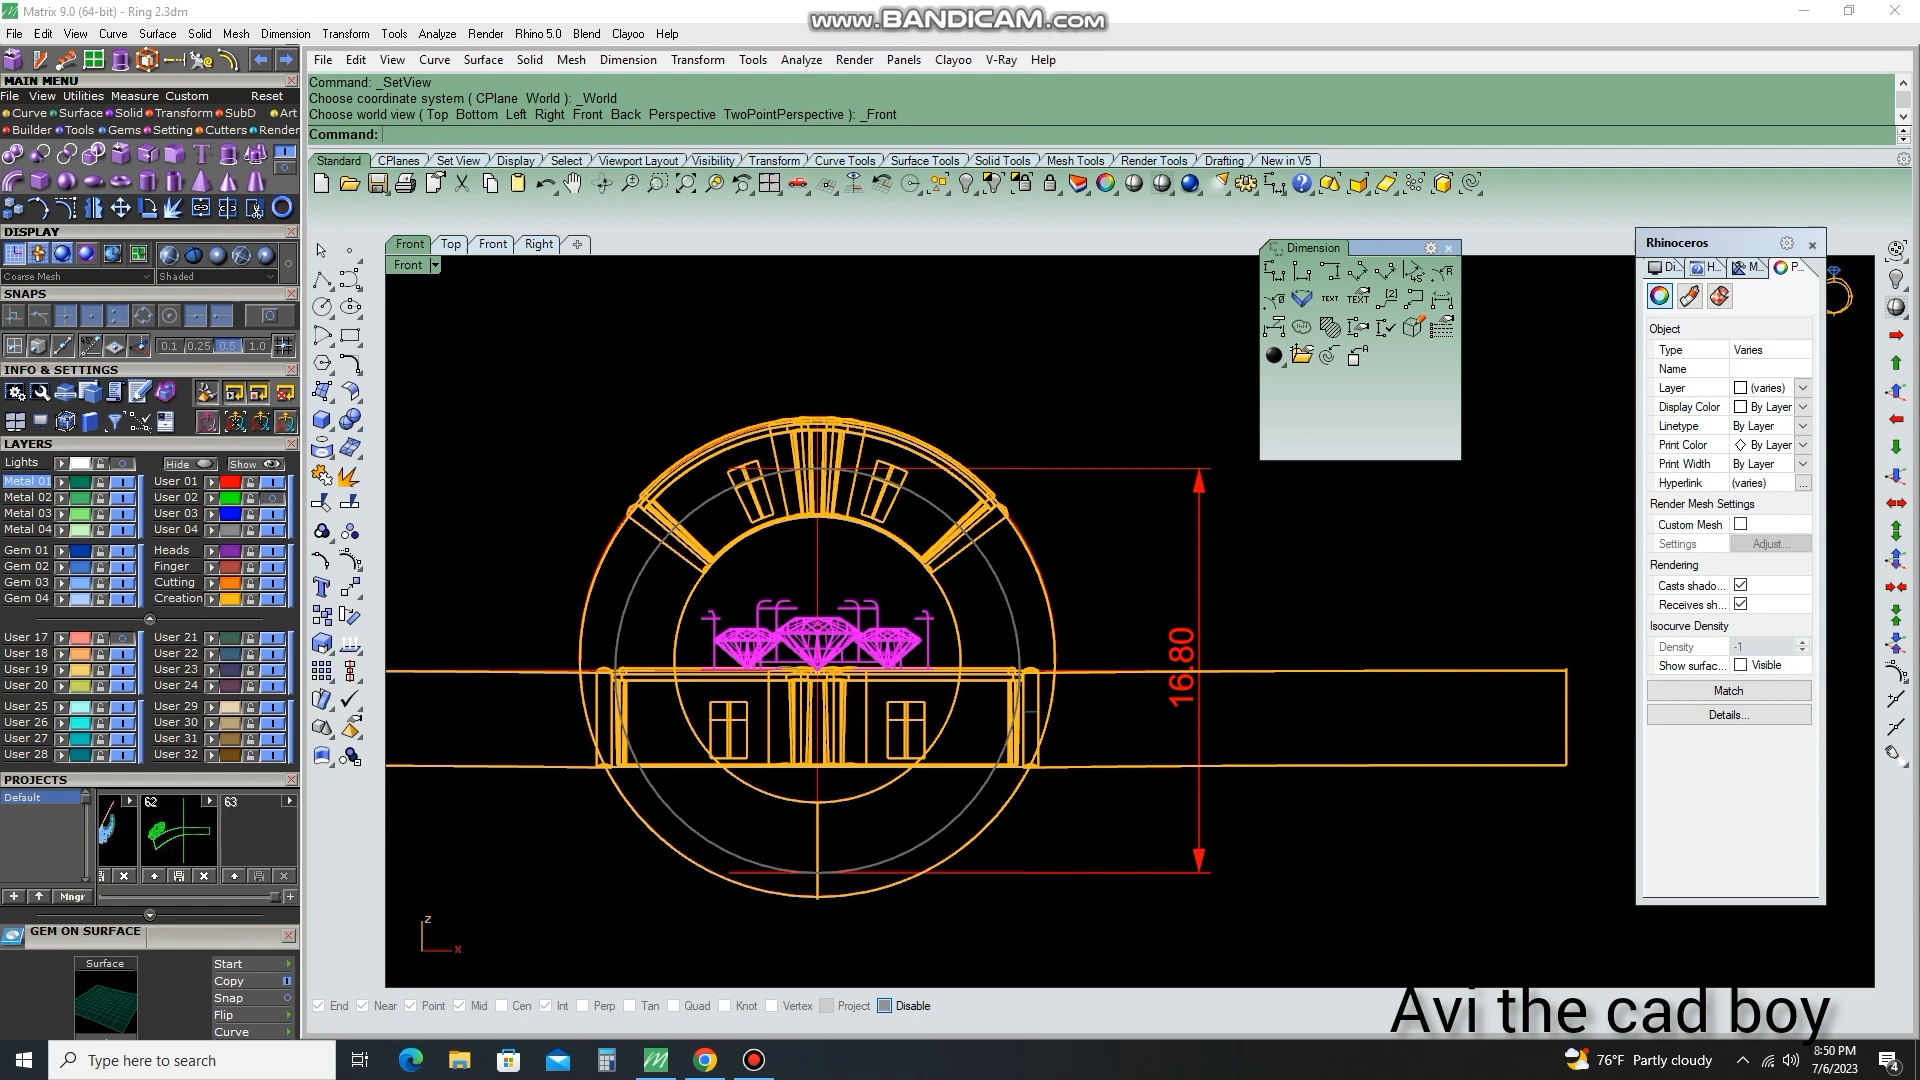 Matrix 9.0 (64-bit) - Ring 2.3dm
www.BANDICAM.com
File Edit View Curve Surface Solid Mesh Dimension Transform Tools Analyze Render Rhino 5.0 Blend Clayoo Help
File Edit View Curve Surface Solid Mesh Dimension Transform Tools Analyze Render Panels Clayoo V-Ray Help
MAIN MENU
File View Utilities Measure Custom Reset
Curve Surface Solid Transform SubD Art
Builder Tools Gems Setting Cutters Render
Command: _SetView
Choose coordinate system ( CPlane World ): _World
Choose world view ( Top Bottom Left Right Front Back Perspective TwoPointPerspective ): _Front
Command:
Standard CPlanes Set View Display Select Viewport Layout Visibility Transform Curve Tools Surface Tools Solid Tools Mesh Tools Render Tools Drafting New in V5
DISPLAY
Coarse Mesh Shaded
SNAPS
0.1 0.25 0.5 1.0
INFO & SETTINGS
LAYERS
Lights Hide Show
Metal 01 User 01
Metal 02 User 02
Metal 03 User 03
Metal 04 User 04
Gem 01 Heads
Gem 02 Finger
Gem 03 Cutting
Gem 04 Creation
User 17 User 21
User 18 User 22
User 19 User 23
User 20 User 24
User 25 User 29
User 26 User 30
User 27 User 31
User 28 User 32
PROJECTS
Default 62 63
Mngr
GEM ON SURFACE
Surface
Start
Copy
Snap
Flip
Curve
Front Top Front Right
Front
16.80
z
x
Dimension
TEXT TEXT
Rhinoceros
Di... H... M... P...
Object
Type Varies
Name
Layer (varies)
Display Color By Layer
Linetype By Layer
Print Color By Layer
Print Width By Layer
Hyperlink (varies) ...
Render Mesh Settings
Custom Mesh
Settings Adjust...
Rendering
Casts shado...
Receives sh...
Isocurve Density
Density -1
Show surfac... Visible
Match
Details...
End Near Point Mid Cen Int Perp Tan Quad Knot Vertex Project Disable
Avi the cad boy
Type here to search
76°F Partly cloudy
8:50 PM
7/6/2023
4